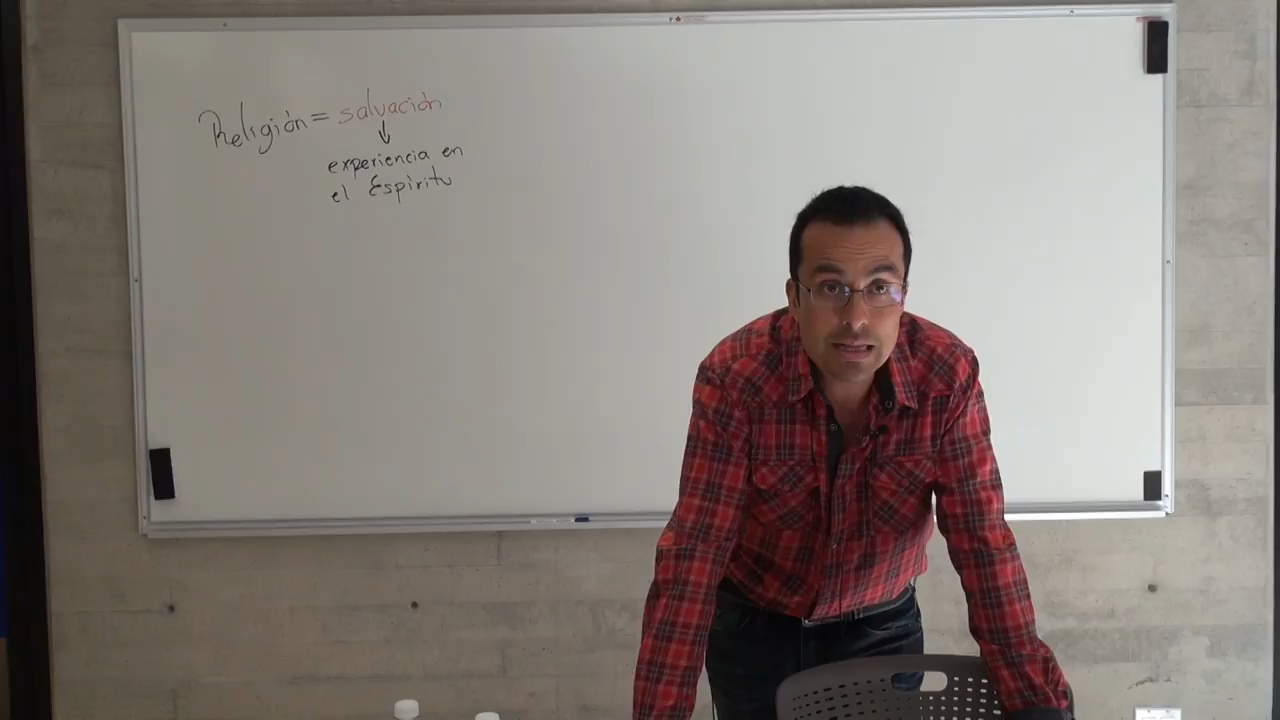 Religión = salvación
↓
experiencia en
el Espíritu